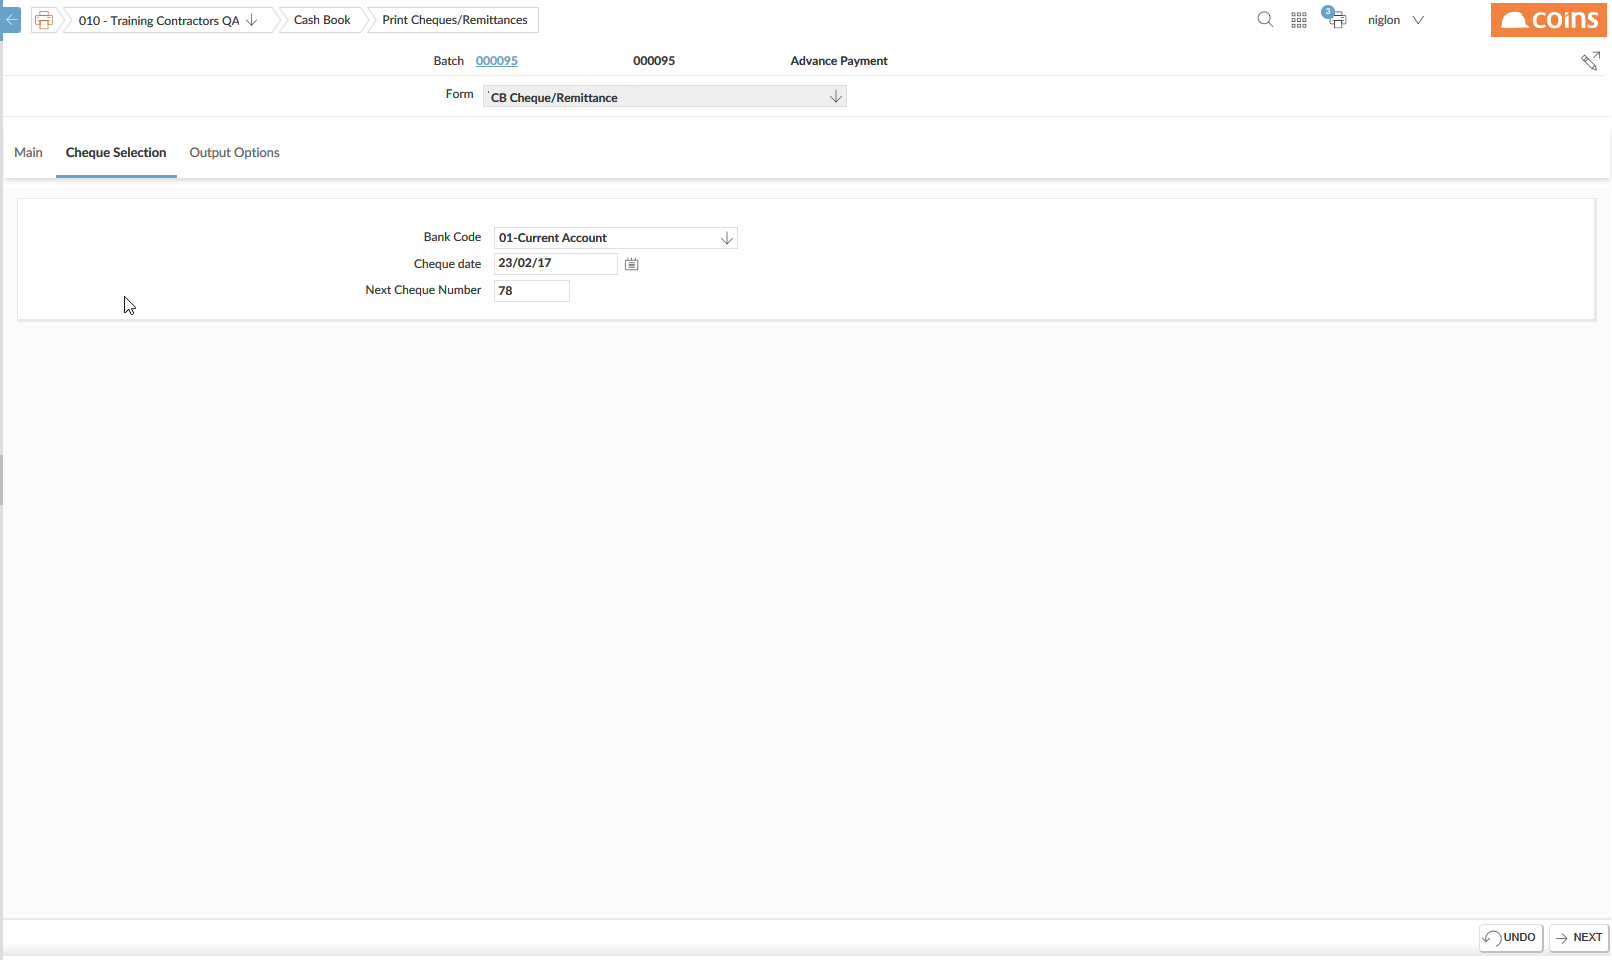 010 - Training Contractors QA Cash Book Print Cheques/Remittances 3 niglon coins
Batch 000095 000095 Advance Payment
Form CB Cheque/Remittance
Main Cheque Selection Output Options
Bank Code 01-Current Account
Cheque date 23/02/17
Next Cheque Number 78
UNDO NEXT